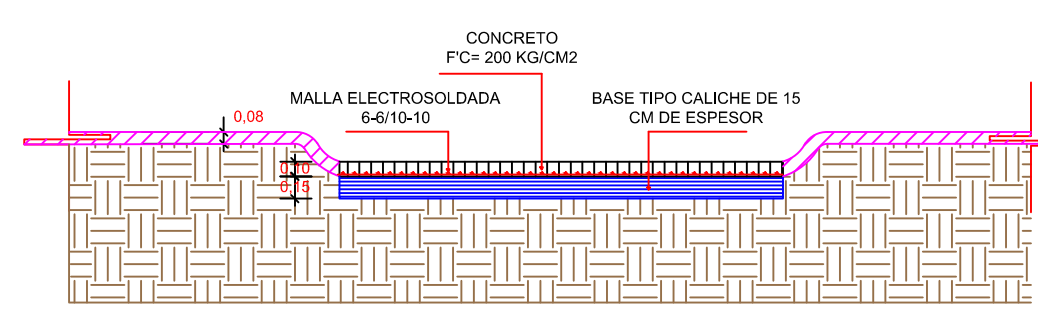 CONCRETO
F'C= 200 KG/CM2
MALLA ELECTROSOLDADA
6-6/10-10
BASE TIPO CALICHE DE 15
CM DE ESPESOR
0,08
0,10
0,15